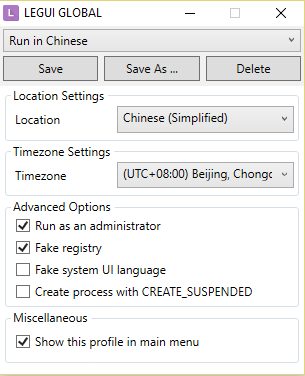 L LEGUI GLOBAL
Run in Chinese
Save Save As ... Delete
Location Settings
Location Chinese (Simplified)
Timezone Settings
Timezone (UTC+08:00) Beijing, Chongc
Advanced Options
Run as an administrator
Fake registry
Fake system UI language
Create process with CREATE_SUSPENDED
Miscellaneous
Show this profile in main menu